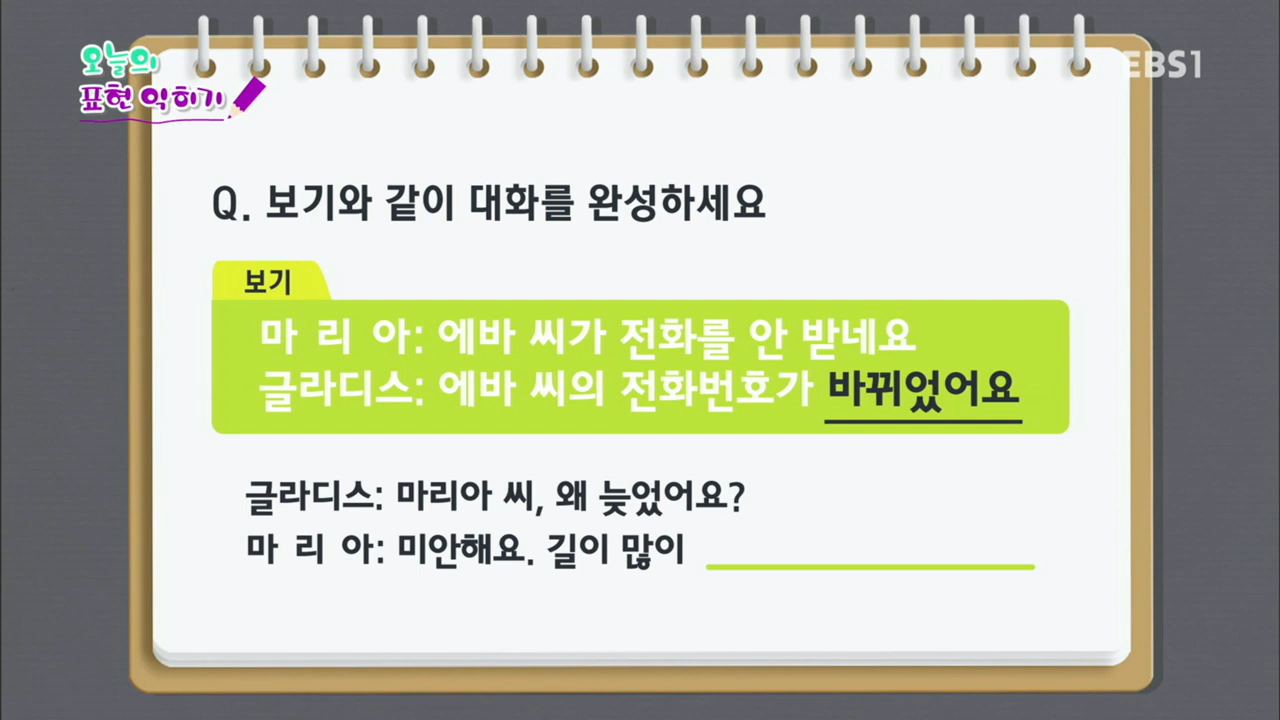 오늘의
표현 익히기
EBS1
Q. 보기와 같이 대화를 완성하세요
보기
마 리 아: 에바 씨가 전화를 안 받네요
글라디스: 에바 씨의 전화번호가 바뀌었어요
글라디스: 마리아 씨, 왜 늦었어요?
마 리 아: 미안해요. 길이 많이